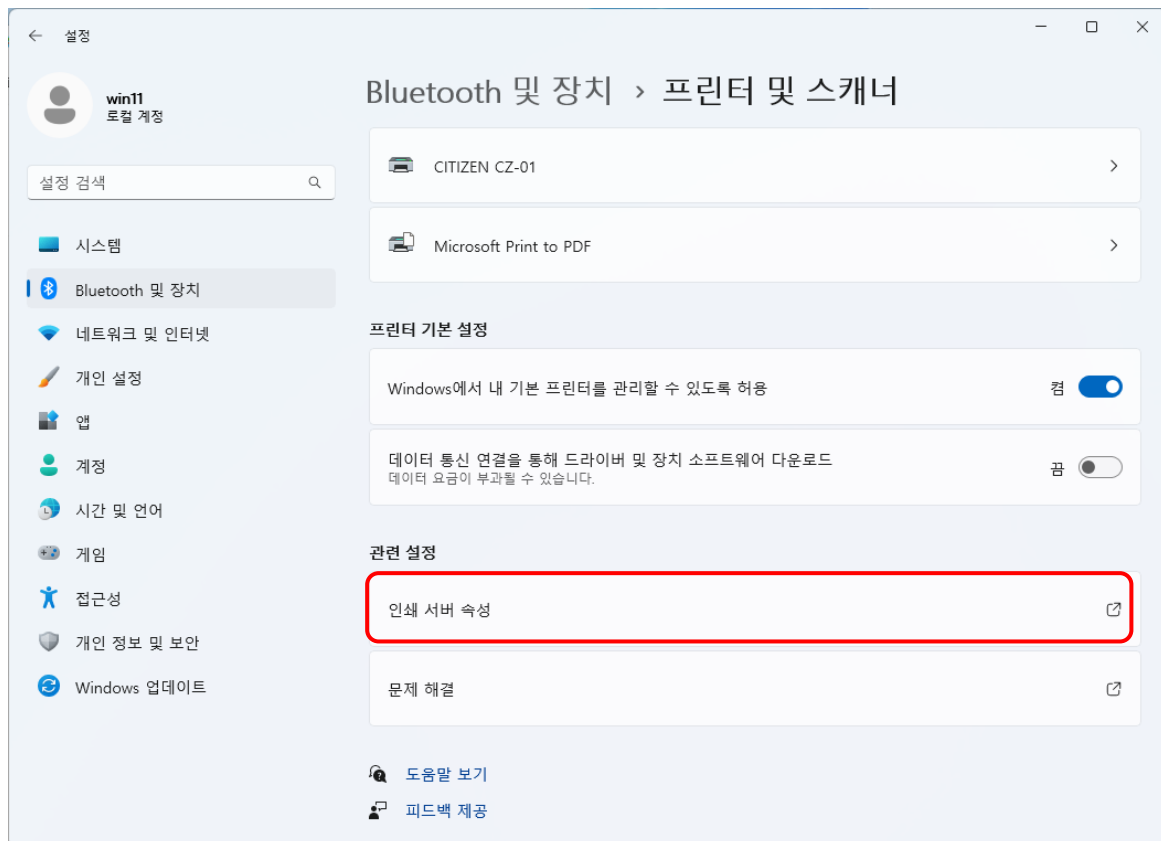 설정
win11
로컬 계정
설정 검색
시스템
Bluetooth 및 장치
네트워크 및 인터넷
개인 설정
앱
계정
시간 및 언어
게임
접근성
개인 정보 및 보안
Windows 업데이트
Bluetooth 및 장치 › 프린터 및 스캐너
CITIZEN CZ-01
Microsoft Print to PDF
프린터 기본 설정
Windows에서 내 기본 프린터를 관리할 수 있도록 허용 켬
데이터 통신 연결을 통해 드라이버 및 장치 소프트웨어 다운로드 끔
데이터 요금이 부과될 수 있습니다.
관련 설정
인쇄 서버 속성
문제 해결
도움말 보기
피드백 제공